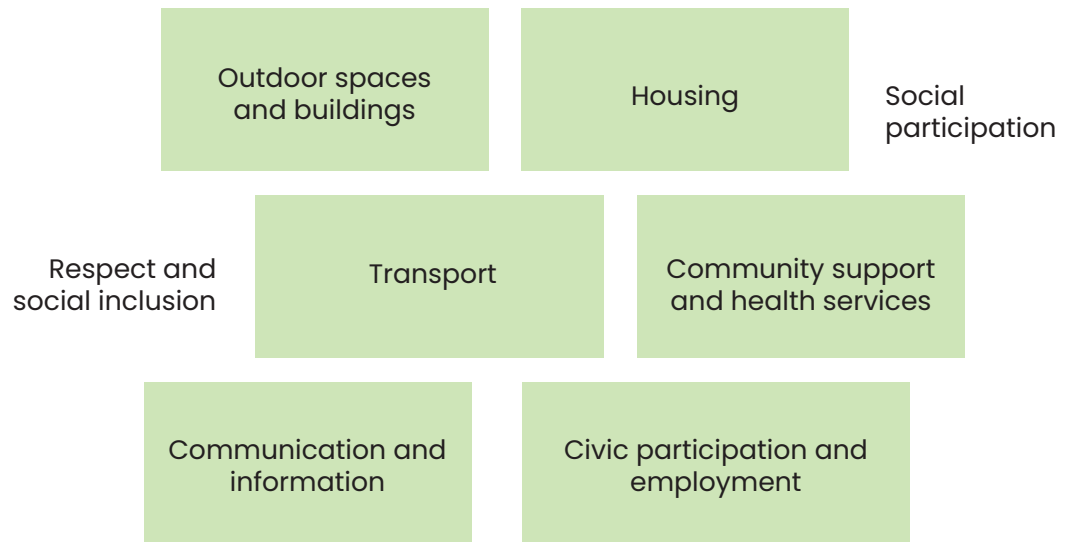 Outdoor spaces
and buildings
Housing
Social
participation
Respect and
social inclusion
Transport
Community support
and health services
Communication and
information
Civic participation and
employment